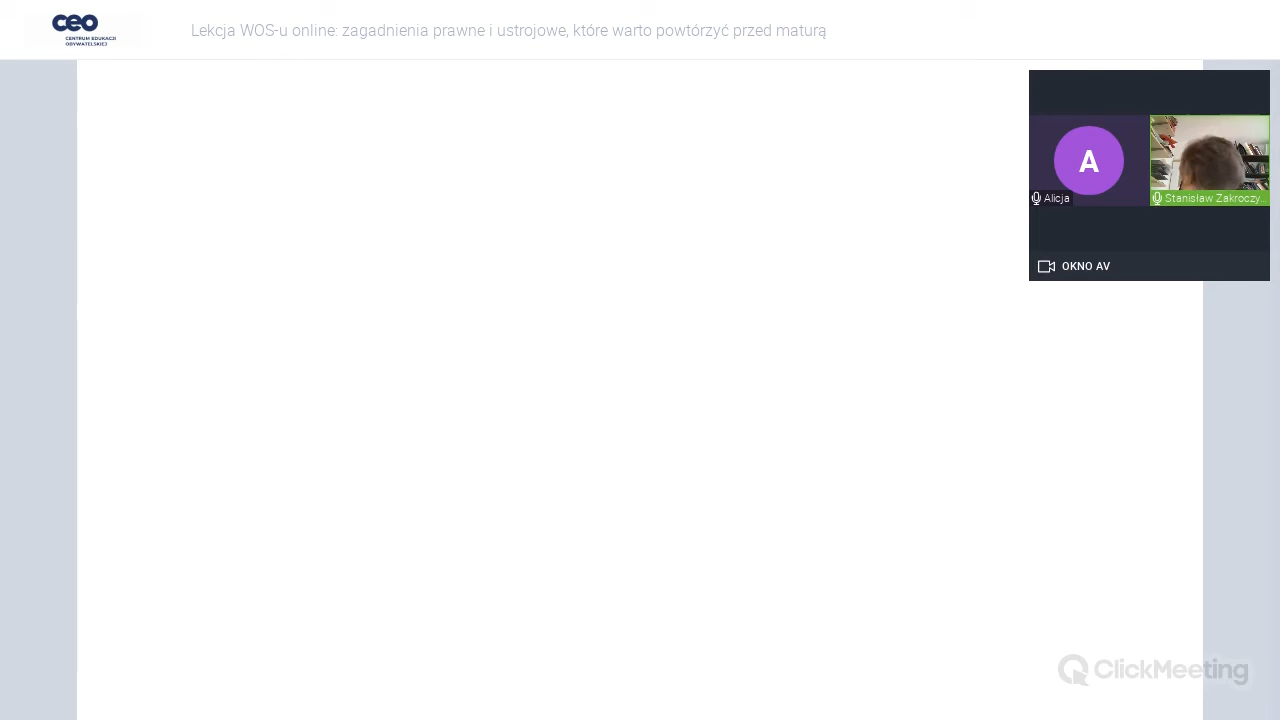 ceo
CENTRUM EDUKACJI
OBYWATELSKIEJ
Lekcja WOS-u online: zagadnienia prawne i ustrojowe, które warto powtórzyć przed maturą
A
Alicja
Stanisław Zakroczy...
OKNO AV
ClickMeeting